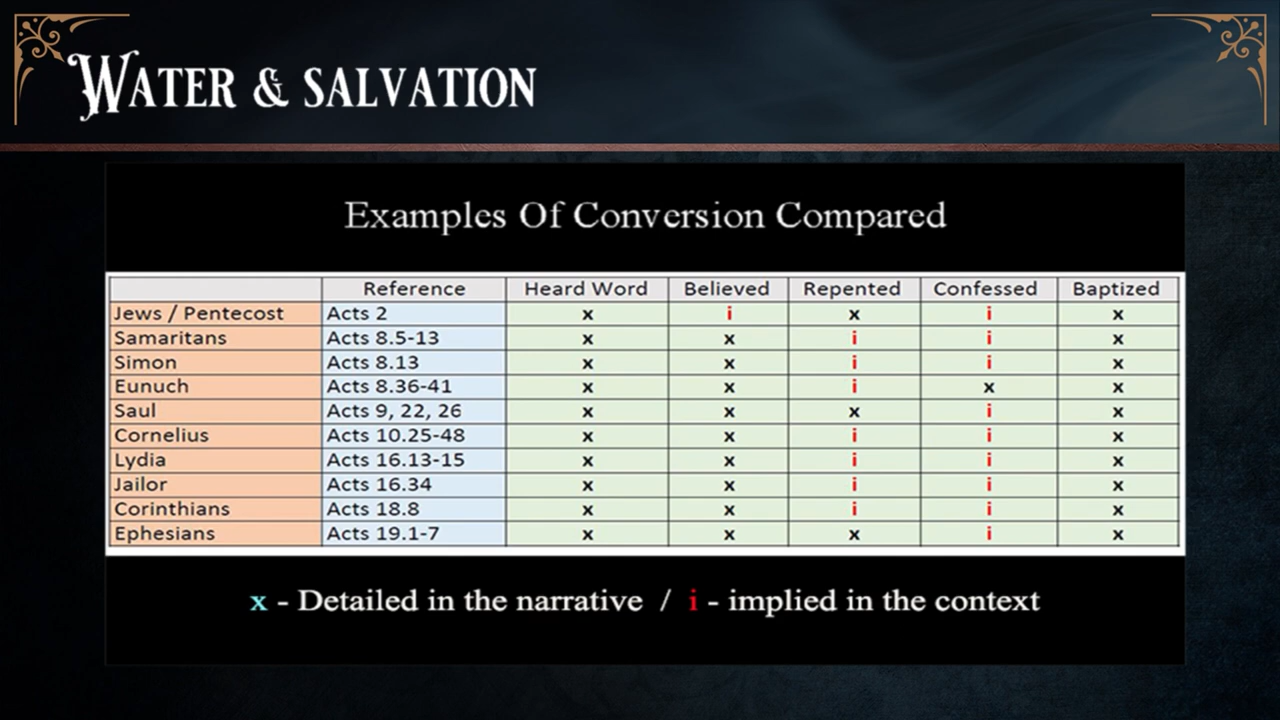 WATER & SALVATION
Examples Of Conversion Compared
Reference Heard Word Believed Repented Confessed Baptized
Jews / Pentecost Acts 2 x i x i x
Samaritans Acts 8.5-13 x x i i x
Simon Acts 8.13 x x i i x
Eunuch Acts 8.36-41 x x i x x
Saul Acts 9, 22, 26 x x x i x
Cornelius Acts 10.25-48 x x i i x
Lydia Acts 16.13-15 x x i i x
Jailor Acts 16.34 x x i i x
Corinthians Acts 18.8 x x i i x
Ephesians Acts 19.1-7 x x x i x
x - Detailed in the narrative / i - implied in the context